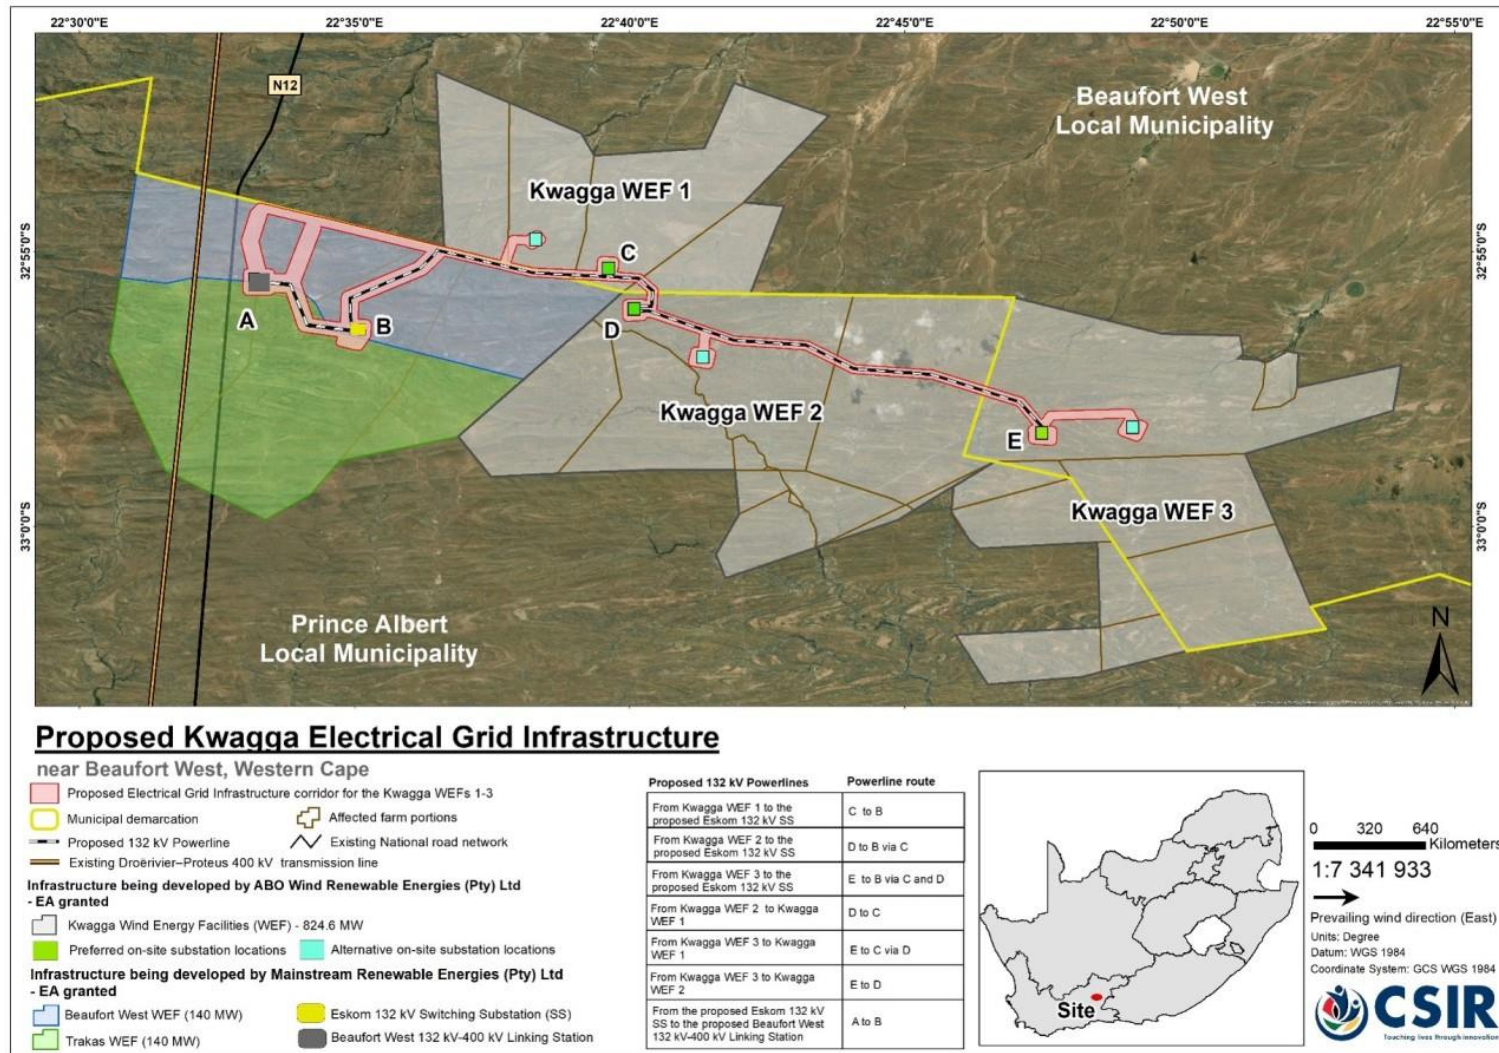 22°30'0"E 22°35'0"E 22°40'0"E 22°45'0"E 22°50'0"E 22°55'0"E
N12
Beaufort West
Local Municipality
Kwagga WEF 1
32°55'0"S
32°55'0"S
C
A
B
D
Kwagga WEF 2
E
Kwagga WEF 3
33°0'0"S
33°0'0"S
Prince Albert
Local Municipality
N
Proposed Kwagga Electrical Grid Infrastructure
near Beaufort West, Western Cape
Proposed Electrical Grid Infrastructure corridor for the Kwagga WEFs 1-3
Municipal demarcation
Affected farm portions
Proposed 132 kV Powerline
Existing National road network
Existing Droërivier–Proteus 400 kV transmission line
Infrastructure being developed by ABO Wind Renewable Energies (Pty) Ltd
- EA granted
Kwagga Wind Energy Facilities (WEF) - 824.6 MW
Preferred on-site substation locations
Alternative on-site substation locations
Infrastructure being developed by Mainstream Renewable Energies (Pty) Ltd
- EA granted
Beaufort West WEF (140 MW)
Eskom 132 kV Switching Substation (SS)
Trakas WEF (140 MW)
Beaufort West 132 kV-400 kV Linking Station
Proposed 132 kV Powerlines
Powerline route
From Kwagga WEF 1 to the
proposed Eskom 132 kV SS
C to B
From Kwagga WEF 2 to the
proposed Eskom 132 kV SS
D to B via C
From Kwagga WEF 3 to the
proposed Eskom 132 kV SS
E to B via C and D
From Kwagga WEF 2 to Kwagga
WEF 1
D to C
From Kwagga WEF 3 to Kwagga
WEF 1
E to C via D
From Kwagga WEF 3 to Kwagga
WEF 2
E to D
From the proposed Eskom 132 kV
SS to the proposed Beaufort West
132 kV-400 kV Linking Station
A to B
Site
0 320 640
Kilometers
1:7 341 933
Prevailing wind direction (East)
Units: Degree
Datum: WGS 1984
Coordinate System: GCS WGS 1984
CSIR
Touching lives through innovation